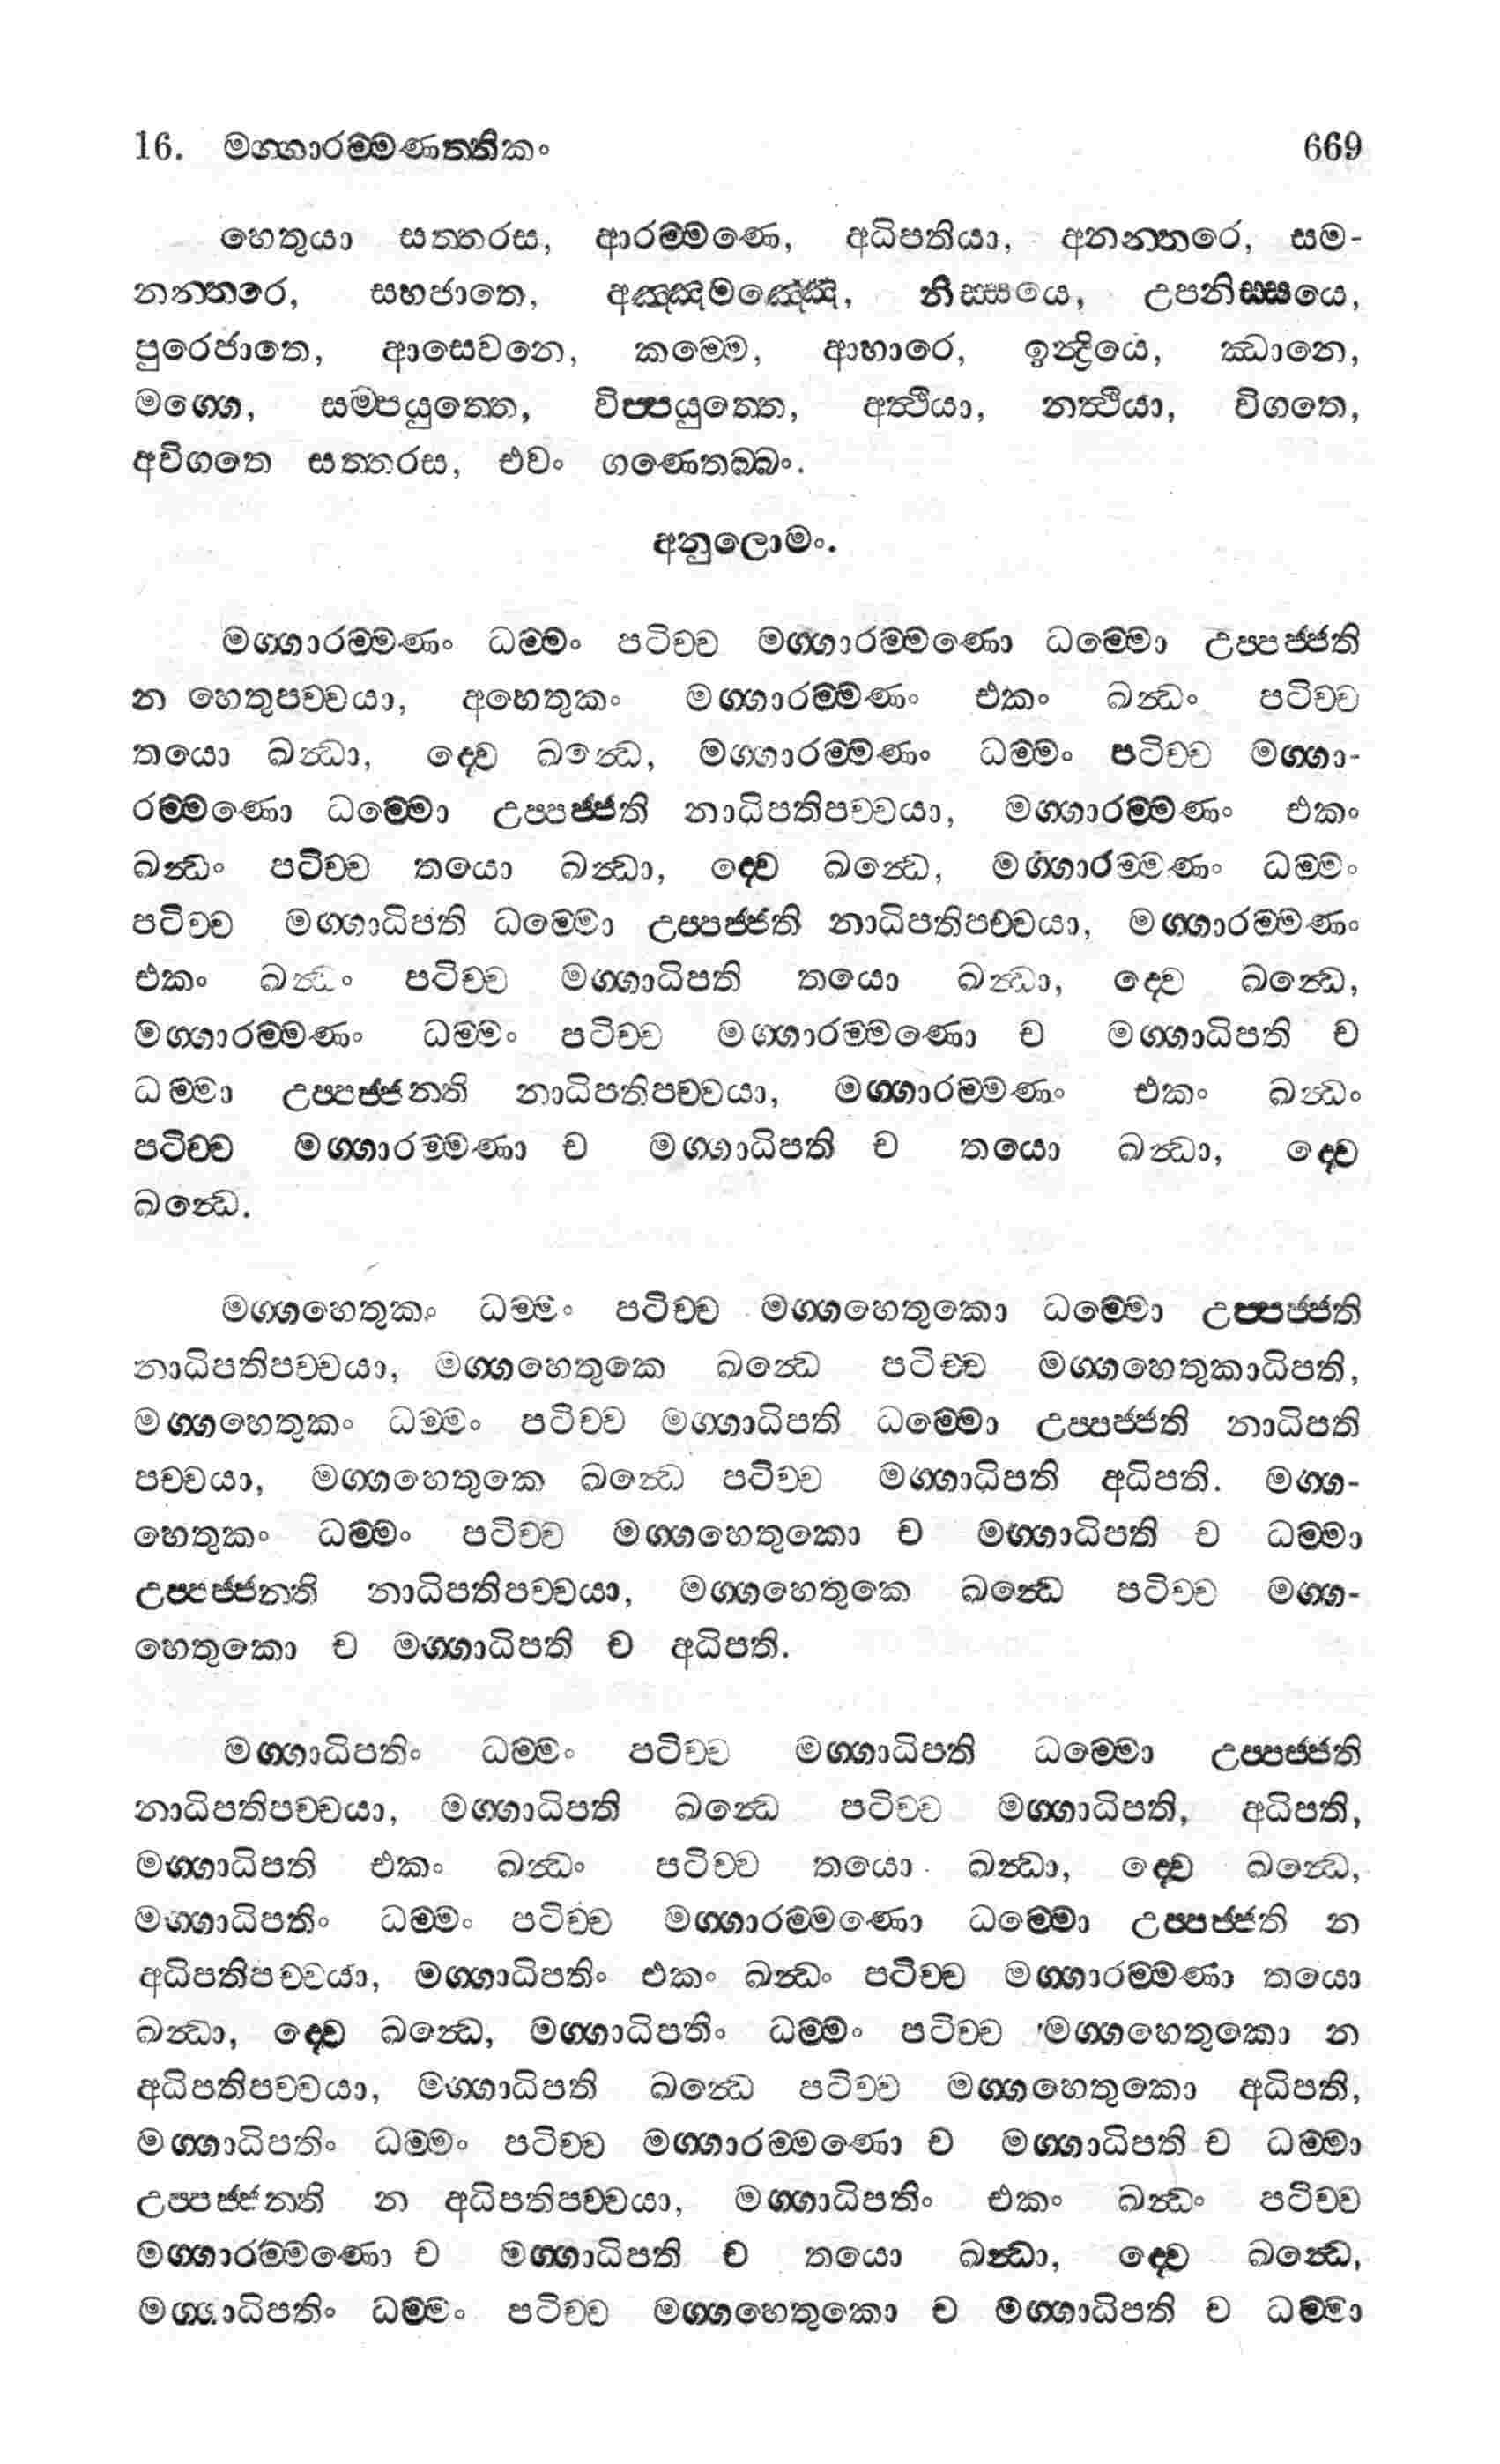 16. මග්ගාරම්මණත්තිකං 669
හෙතුයා සත්තරස, ආරම්මණෙ, අධිපතියා, අනන්තරෙ, සම-
නන්තරෙ, සහජාතෙ, අඤ්ඤමඤ්ඤෙ, නිස්සයෙ, උපනිස්සයෙ,
පුරෙජාතෙ, ආසෙවනෙ, කම්මෙ, ආහාරෙ, ඉන්ද්‍රියෙ, ඣානෙ,
මග්ගෙ, සම්පයුත්තෙ, විප්පයුත්තෙ, අත්ථියා, නත්ථියා, විගතෙ,
අවිගතෙ සත්තරස, එවං ගණෙතබ්බං.
අනුලොමං.
මග්ගාරම්මණං ධම්මං පටිච්ච මග්ගාරම්මණො ධම්මො උප්පජ්ජති
න හෙතුපච්චයා, අහෙතුකං මග්ගාරම්මණං එකං ඛන්ධං පටිච්ච
තයො ඛන්ධා, ද්වෙ ඛන්ධෙ, මග්ගාරම්මණං ධම්මං පටිච්ච මග්ගා-
රම්මණො ධම්මො උප්පජ්ජති නාධිපතිපච්චයා, මග්ගාරම්මණං එකං
ඛන්ධං පටිච්ච තයො ඛන්ධා, ද්වෙ ඛන්ධෙ, මග්ගාරම්මණං ධම්මං
පටිච්ච මග්ගාධිපති ධම්මො උප්පජ්ජති නාධිපතිපච්චයා, මග්ගාරම්මණං
එකං ඛන්ධං පටිච්ච මග්ගාධිපති තයො ඛන්ධා, ද්වෙ ඛන්ධෙ,
මග්ගාරම්මණං ධම්මං පටිච්ච මග්ගාරම්මණො ච මග්ගාධිපති ච
ධම්මා උප්පජ්ජන්ති නාධිපතිපච්චයා, මග්ගාරම්මණං එකං ඛන්ධං
පටිච්ච මග්ගාරම්මණා ච මග්ගාධිපති ච තයො ඛන්ධා, ද්වෙ
ඛන්ධෙ.
මග්ගහෙතුකං ධම්මං පටිච්ච මග්ගහෙතුකො ධම්මො උප්පජ්ජති
නාධිපතිපච්චයා, මග්ගහෙතුකෙ ඛන්ධෙ පටිච්ච මග්ගහෙතුකාධිපති,
මග්ගහෙතුකං ධම්මං පටිච්ච මග්ගාධිපති ධම්මො උප්පජ්ජති නාධිපති
පච්චයා, මග්ගහෙතුකෙ ඛන්ධෙ පටිච්ච මග්ගාධිපති අධිපති. මග්ග-
හෙතුකං ධම්මං පටිච්ච මග්ගහෙතුකො ච මග්ගාධිපති ච ධම්මා
උප්පජ්ජන්ති නාධිපතිපච්චයා, මග්ගහෙතුකෙ ඛන්ධෙ පටිච්ච මග්ග-
හෙතුකො ච මග්ගාධිපති ච අධිපති.
මග්ගාධිපතිං ධම්මං පටිච්ච මග්ගාධිපති ධම්මො උප්පජ්ජති
නාධිපතිපච්චයා, මග්ගාධිපති ඛන්ධෙ පටිච්ච මග්ගාධිපති, අධිපති,
මග්ගාධිපති එකං ඛන්ධං පටිච්ච තයො ඛන්ධා, ද්වෙ ඛන්ධෙ,
මග්ගාධිපතිං ධම්මං පටිච්ච මග්ගාරම්මණො ධම්මො උප්පජ්ජති න
අධිපතිපච්චයා, මග්ගාධිපතිං එකං ඛන්ධං පටිච්ච මග්ගාරම්මණා තයො
ඛන්ධා, ද්වෙ ඛන්ධෙ, මග්ගාධිපතිං ධම්මං පටිච්ච මග්ගහෙතුකො න
අධිපතිපච්චයා, මග්ගාධිපති ඛන්ධෙ පටිච්ච මග්ගහෙතුකො අධිපති,
මග්ගාධිපතිං ධම්මං පටිච්ච මග්ගාරම්මණො ච මග්ගාධිපති ච ධම්මා
උප්පජ්ජන්ති න අධිපතිපච්චයා, මග්ගාධිපතිං එකං ඛන්ධං පටිච්ච
මග්ගාරම්මණො ච මග්ගාධිපති ච තයො ඛන්ධා, ද්වෙ ඛන්ධෙ,
මග්ගාධිපතිං ධම්මං පටිච්ච මග්ගහෙතුකො ච මග්ගාධිපති ච ධම්මා